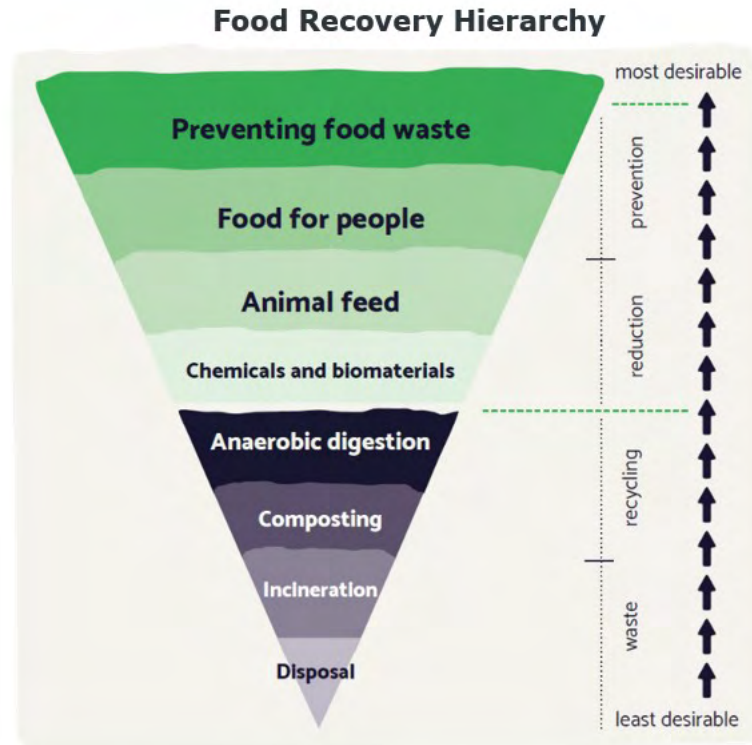 Food Recovery Hierarchy
most desirable
Preventing food waste
prevention
Food for people
Animal feed
reduction
Chemicals and biomaterials
Anaerobic digestion
recycling
Composting
Incineration
waste
Disposal
least desirable